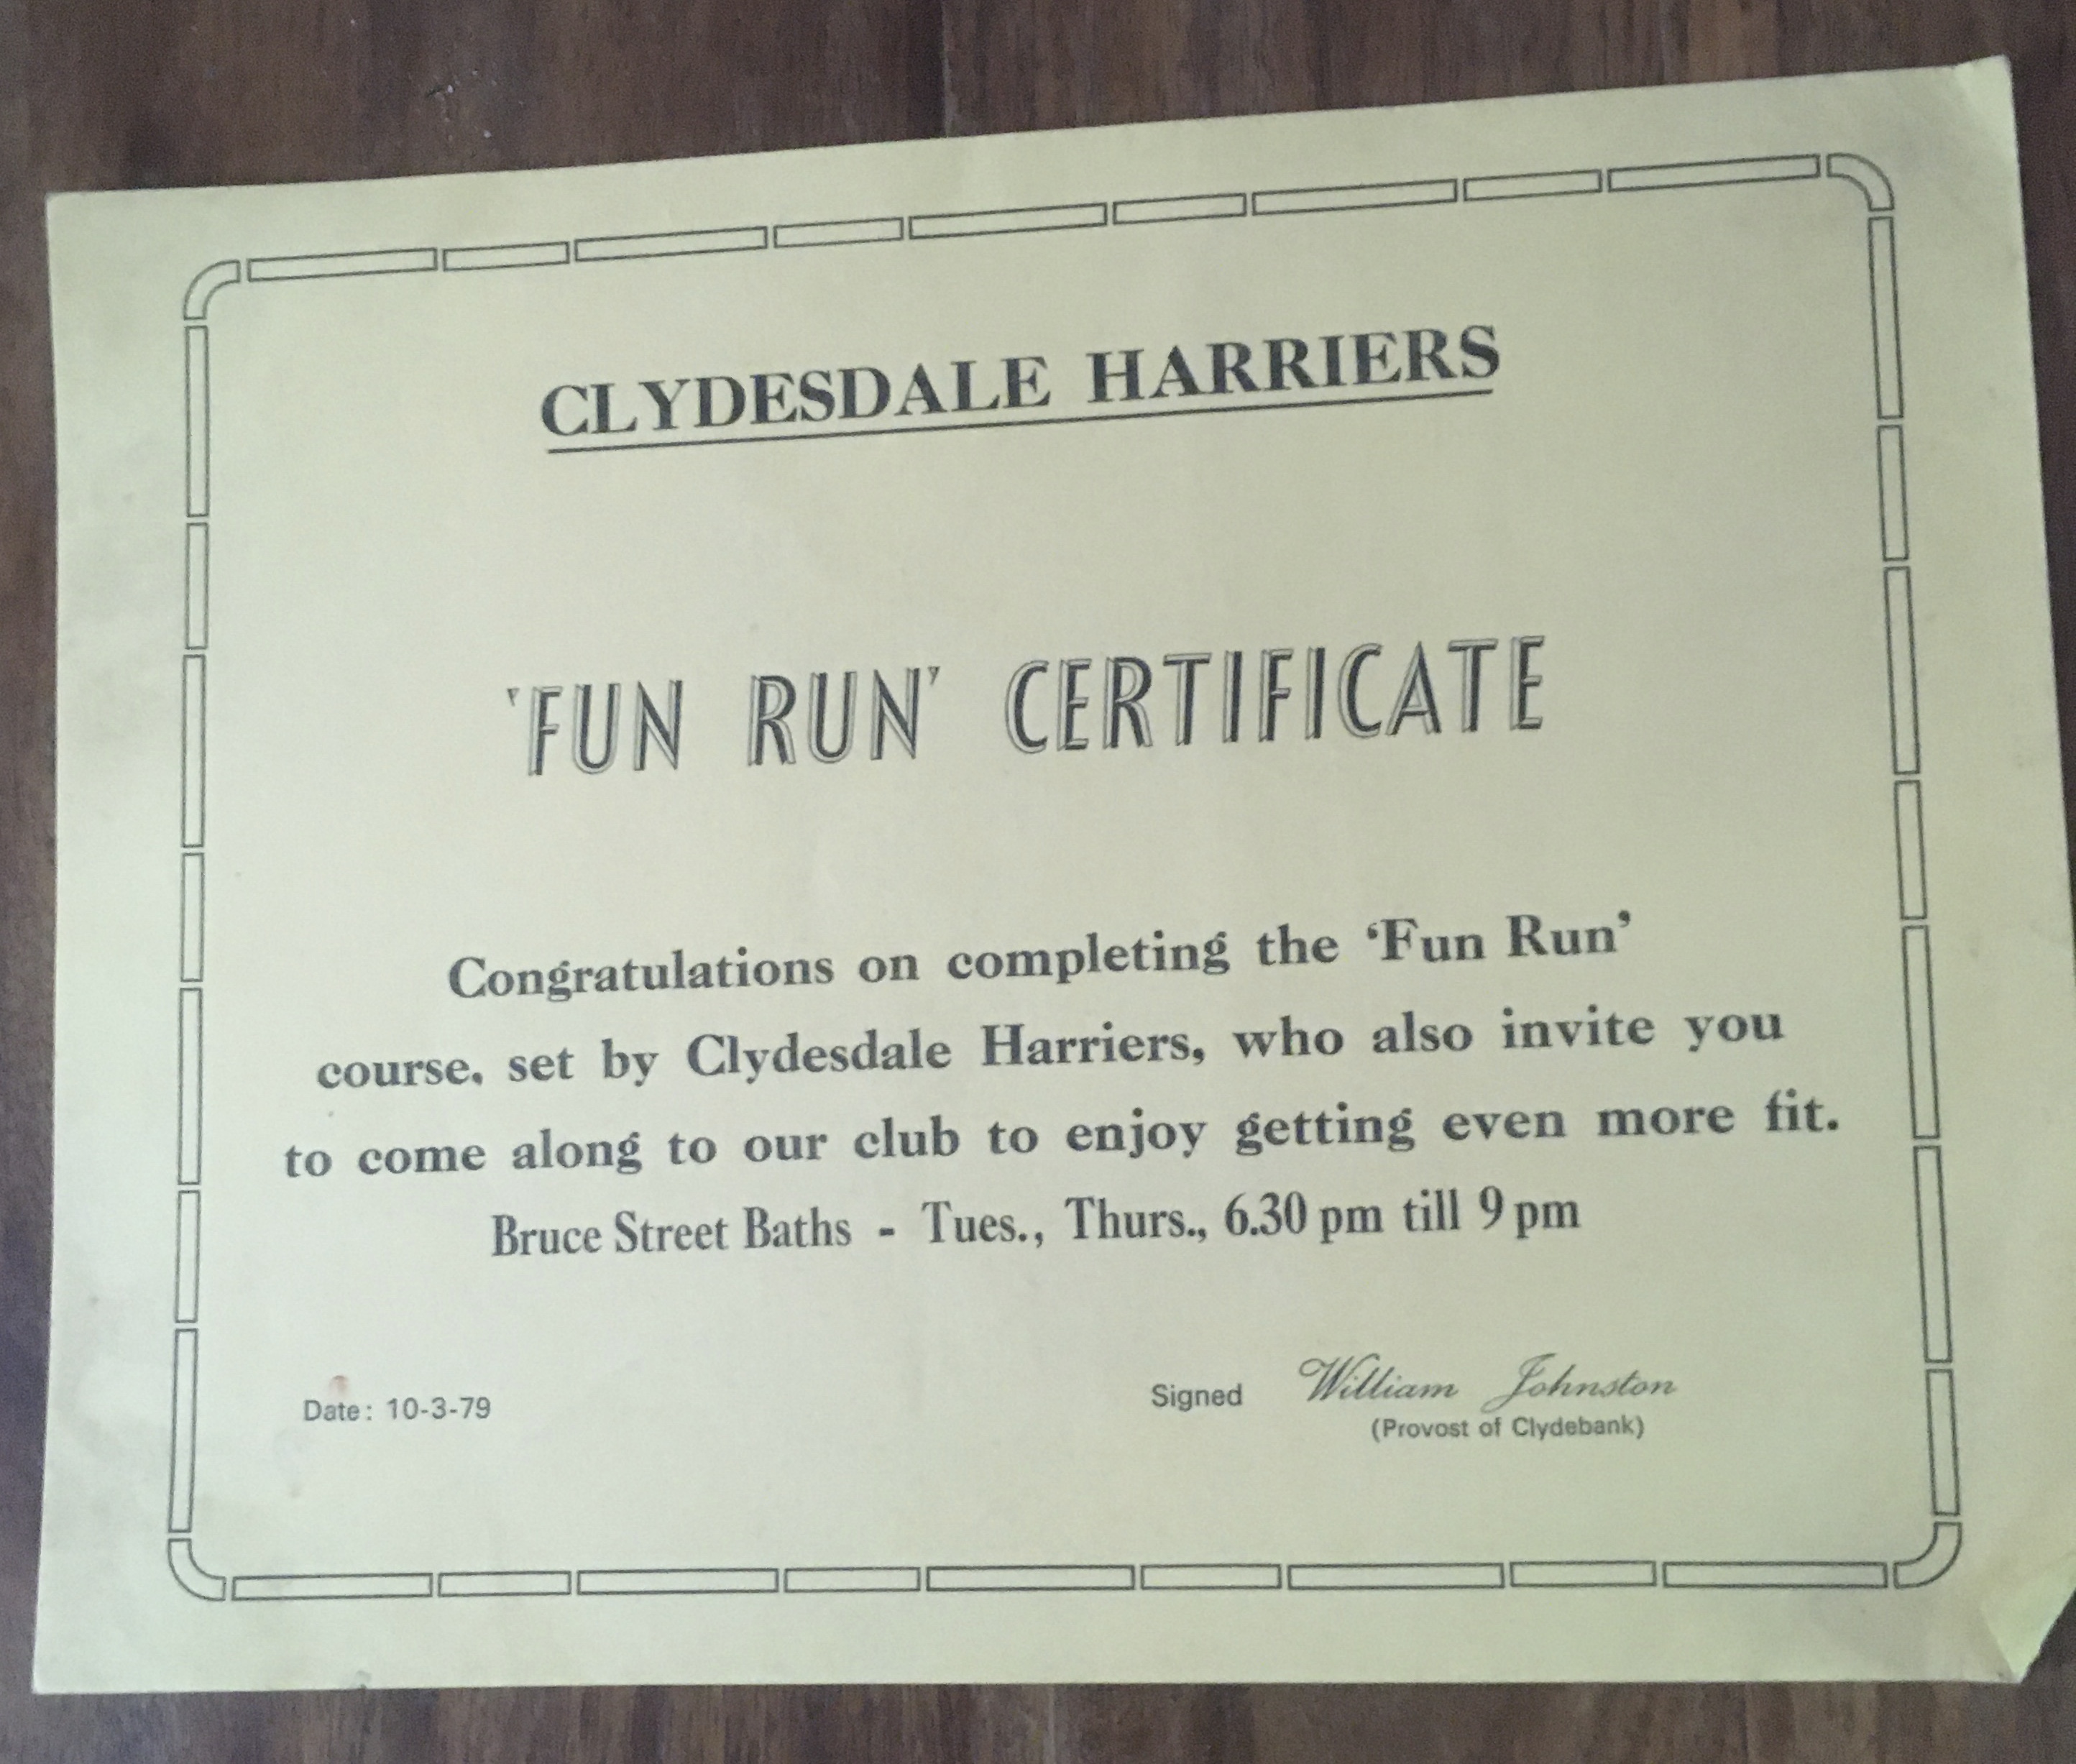 CLYDESDALE HARRIERS
'FUN RUN' CERTIFICATE
Congratulations on completing the ‘Fun Run’
course, set by Clydesdale Harriers, who also invite you
to come along to our club to enjoy getting even more fit.
Bruce Street Baths - Tues., Thurs., 6.30 pm till 9 pm
Date: 10-3-79
Signed William Johnston
(Provost of Clydebank)